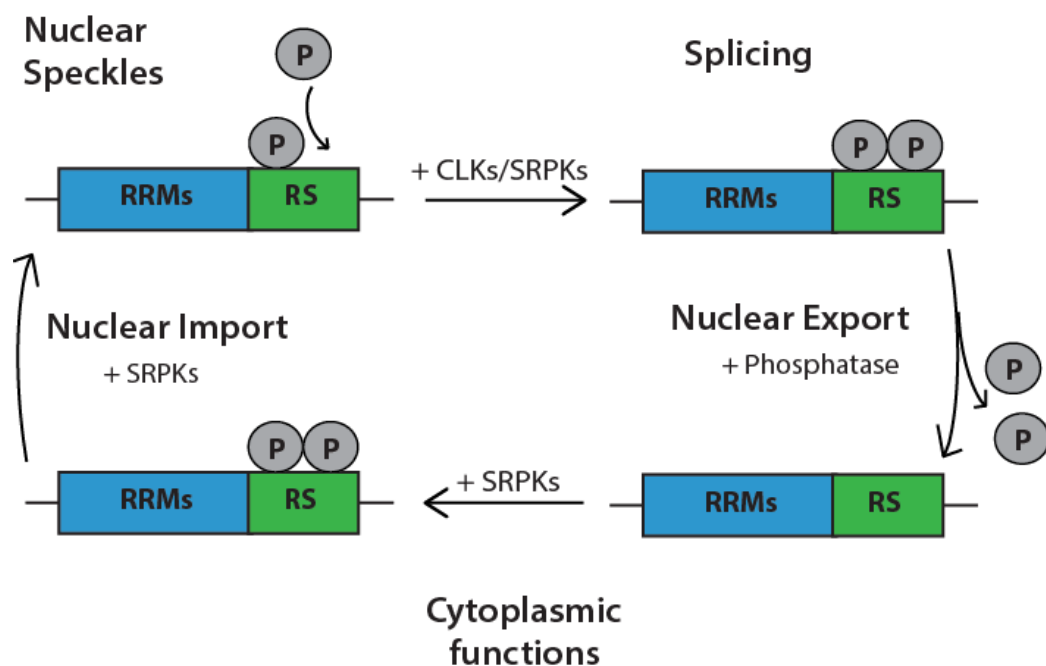 Nuclear
Speckles
P
Splicing
P
P P
+ CLKs/SRPKs
RRMs RS
RRMs RS
Nuclear Import
+ SRPKs
Nuclear Export
+ Phosphatase
P
P
P P
+ SRPKs
RRMs RS
RRMs RS
Cytoplasmic
functions